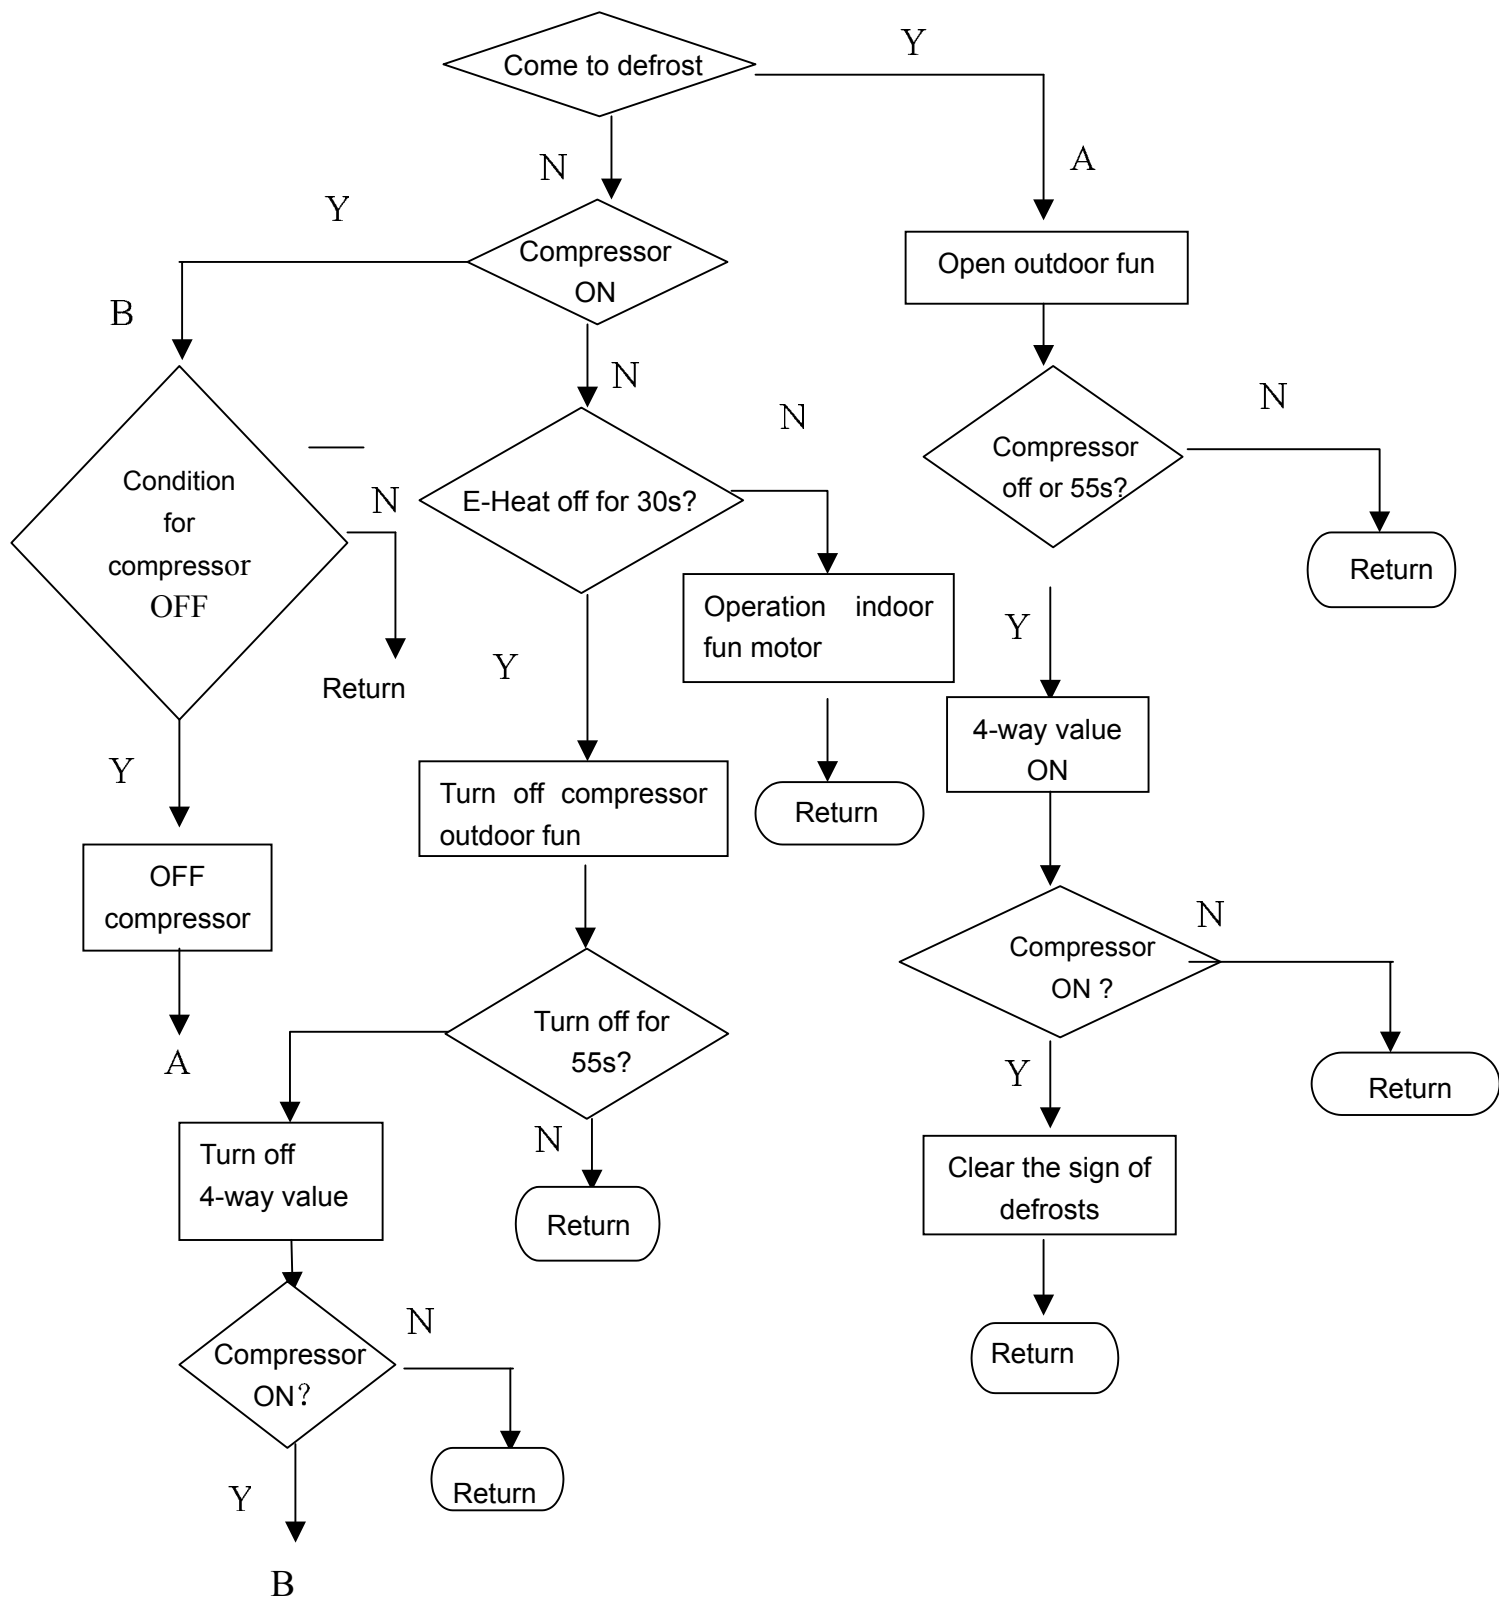 Come to defrost
Y
N
A
Y
Compressor
ON
Open outdoor fun
B
N
N
N
Compressor
off or 55s?
Condition
for
compressor
OFF
N
E-Heat off for 30s?
Return
Operation indoor
fun motor
Y
Y
Return
4-way value
ON
Y
Turn off compressor
outdoor fun
Return
OFF
compressor
N
Compressor
ON ?
Turn off for
55s?
A
Y
Return
N
Turn off
4-way value
Clear the sign of
defrosts
Return
N
Compressor
ON?
Return
Y
Return
B